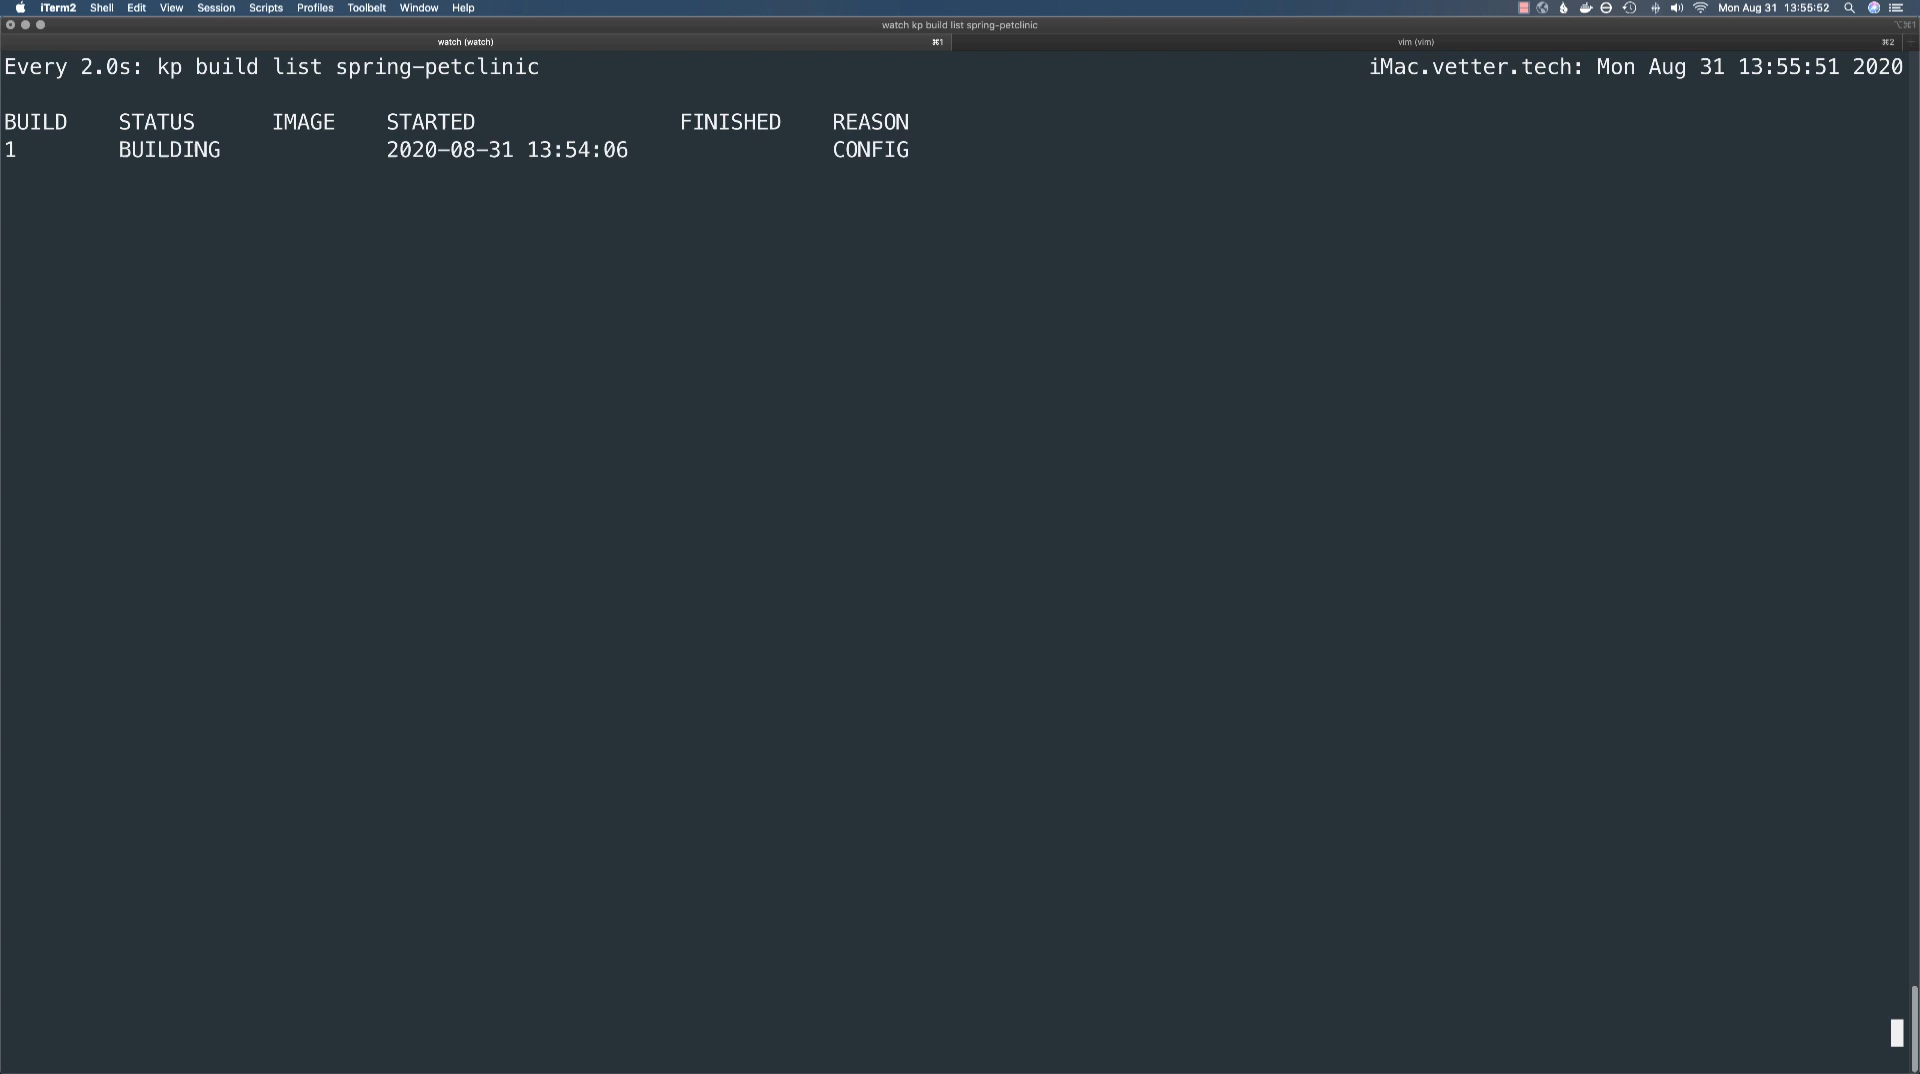 iTerm2 Shell Edit View Session Scripts Profiles Toolbelt Window Help Mon Aug 31 13:55:52
watch kp build list spring-petclinic ⌥⌘1
watch (watch) ⌘1 vim (vim) ⌘2
Every 2.0s: kp build list spring-petclinic iMac.vetter.tech: Mon Aug 31 13:55:51 2020
BUILD STATUS IMAGE STARTED FINISHED REASON
1 BUILDING 2020-08-31 13:54:06 CONFIG